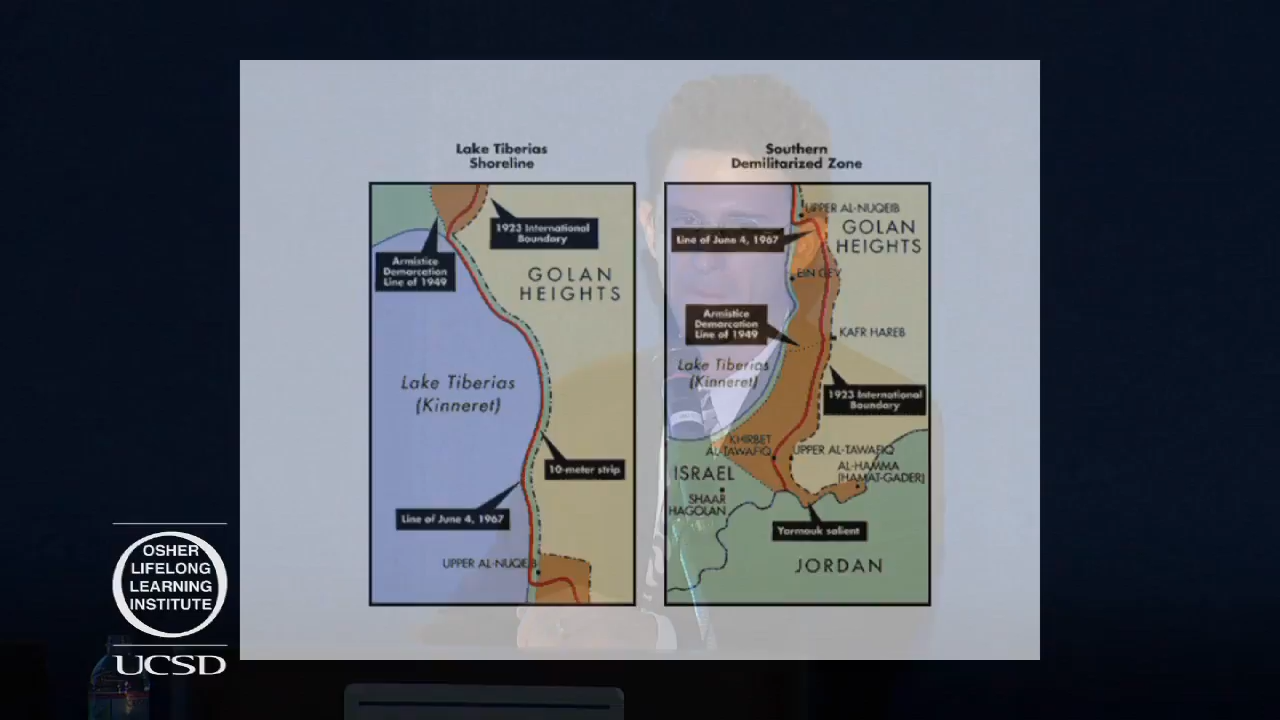 Lake Tiberias
Shoreline
1923 International
Boundary
Armistice
Demarcation
Line of 1949
GOLAN
HEIGHTS
Lake Tiberias
(Kinneret)
10-meter strip
Line of June 4, 1967
UPPER AL-NUQEIB
Southern
Demilitarized Zone
UPPER AL-NUQEIB
Line of June 4, 1967
GOLAN
HEIGHTS
EIN GEV
Armistice
Demarcation
Line of 1949
KAFR HAREB
Lake Tiberias
(Kinneret)
1923 International
Boundary
KHIRBET
AL-TAWAFIQ
UPPER AL-TAWAFIQ
AL-HAMMA
(HAMAT-GADER)
ISRAEL
SHAAR
HAGOLAN
Yarmouk salient
JORDAN
OSHER
LIFELONG
LEARNING
INSTITUTE
UCSD